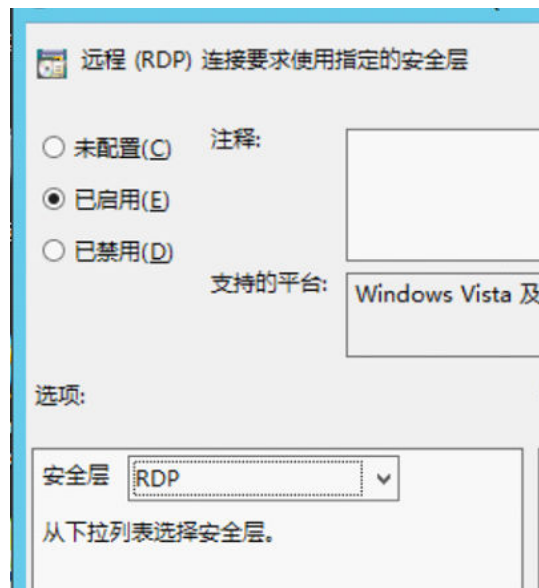 远程 (RDP) 连接要求使用指定的安全层
未配置(C)
注释:
已启用(E)
已禁用(D)
支持的平台:
Windows Vista 及
选项:
安全层
RDP
从下拉列表选择安全层。